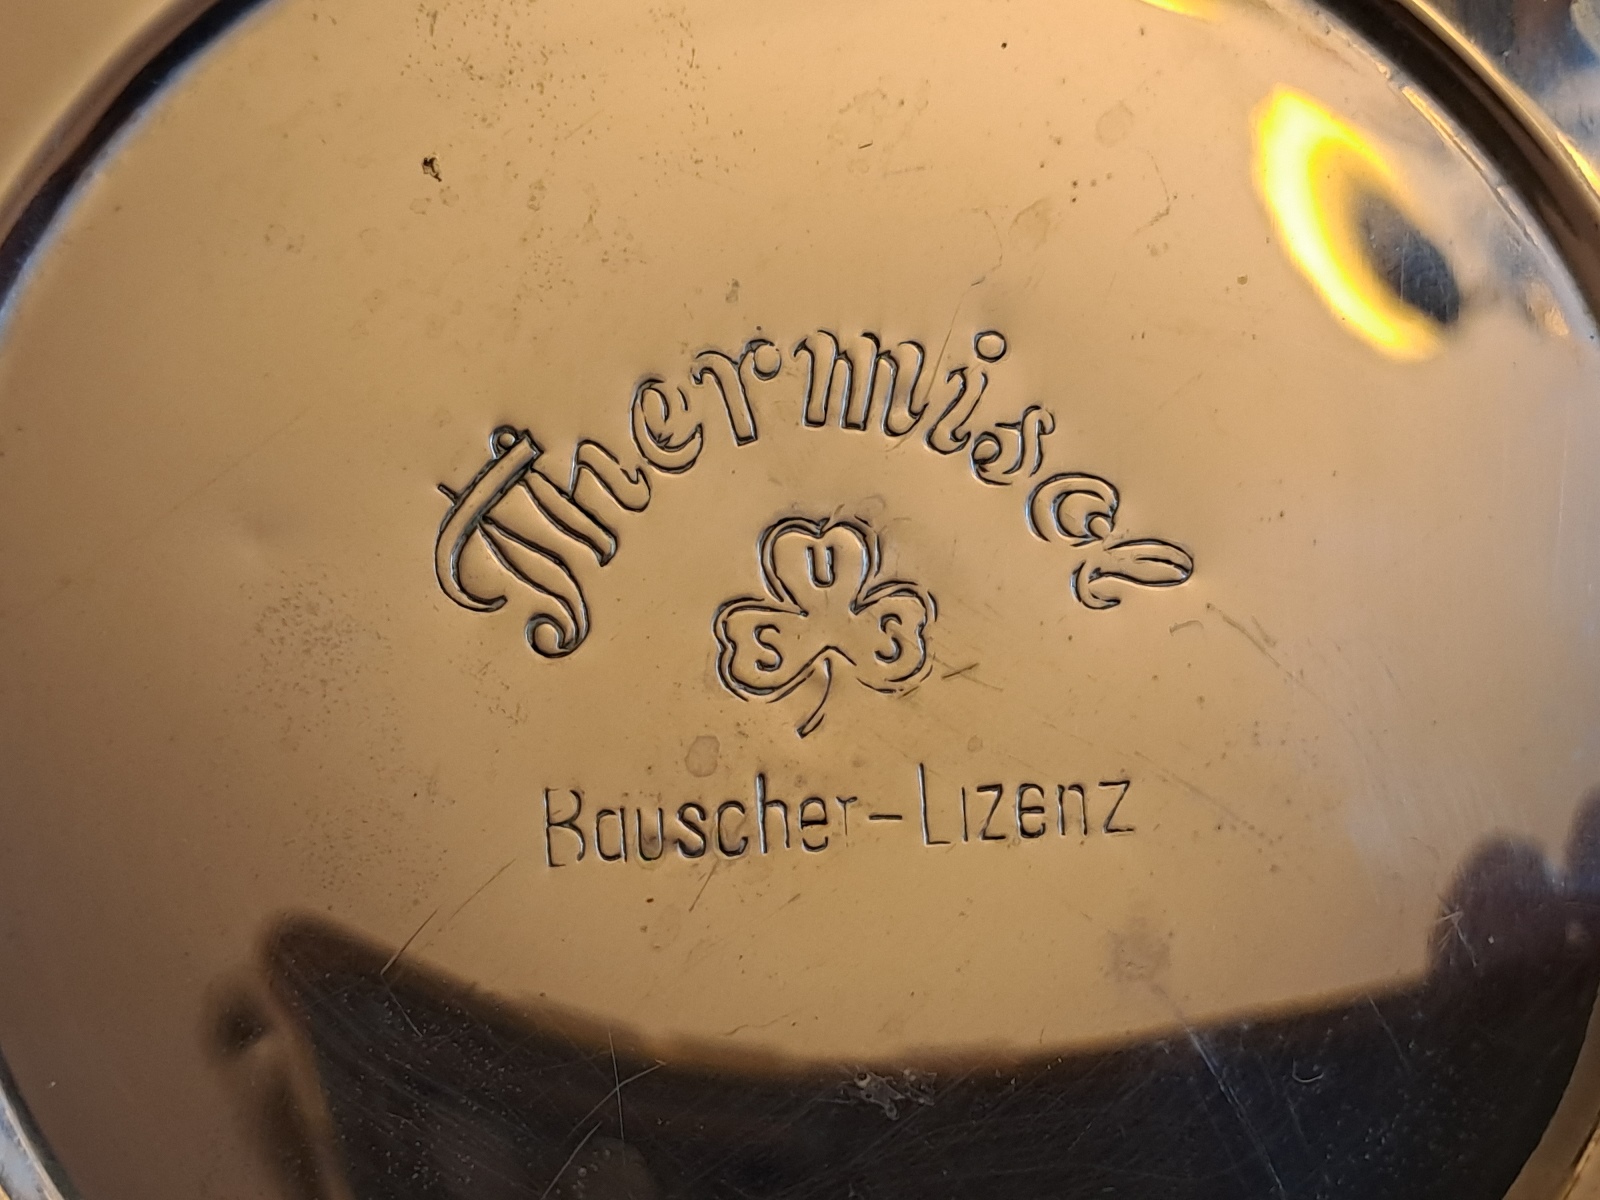 Thermisol
U
S S
Bauscher-Lizenz